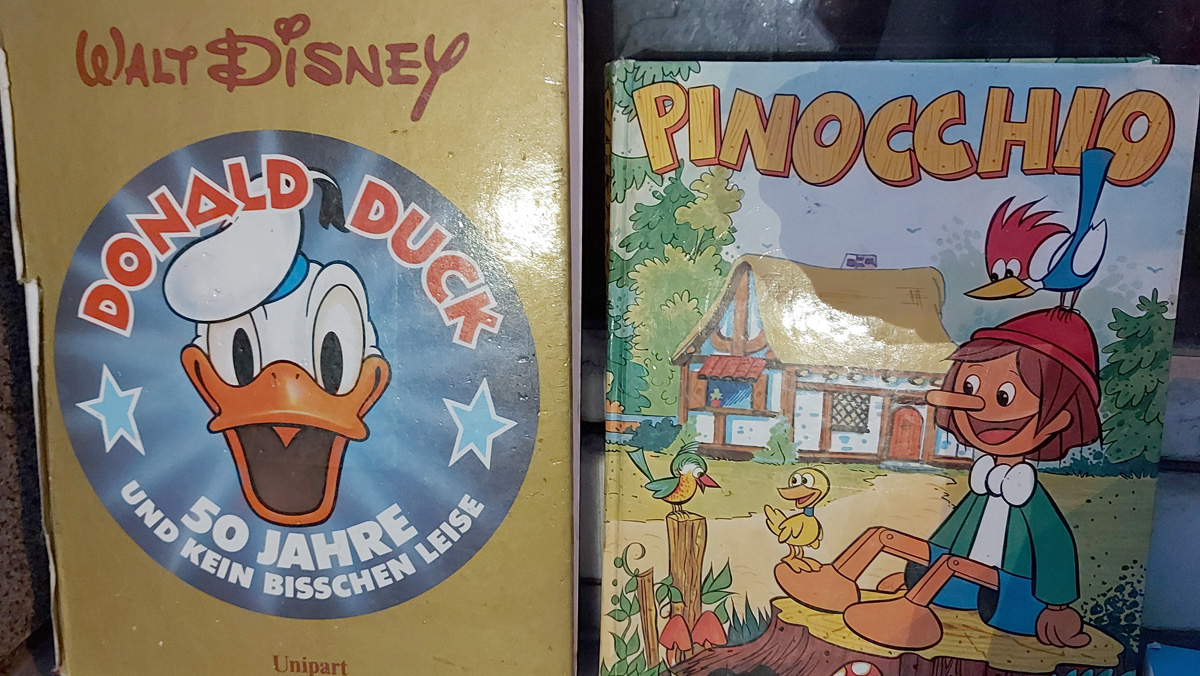 WALT DISNEY
DONALD DUCK
50 JAHRE
UND KEIN BISSCHEN LEISE
Unipart
PINOCCHIO